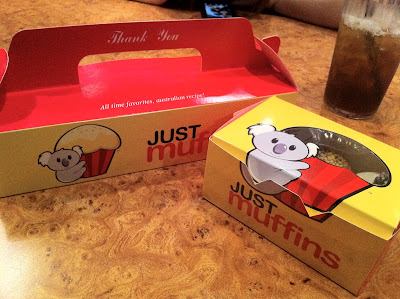 Thank You
All time favorites, australian recipe!
JUST
muffins
JUST
muffins